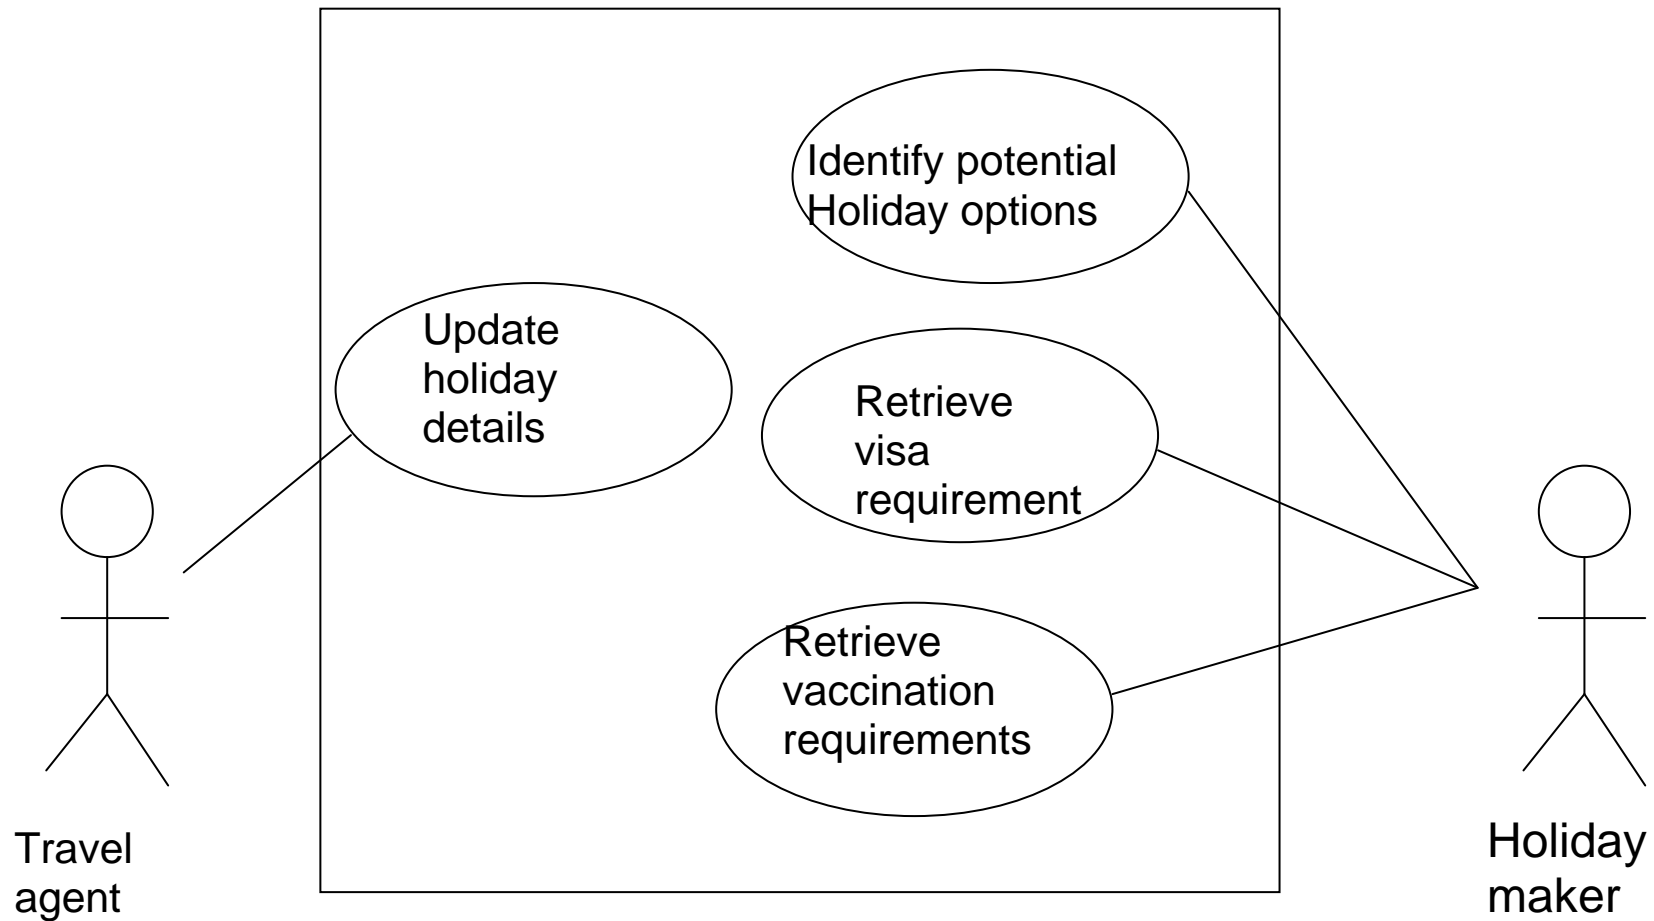 Identify potential
Holiday options
Update
holiday
details
Retrieve
visa
requirement
Retrieve
vaccination
requirements
Travel
agent
Holiday
maker